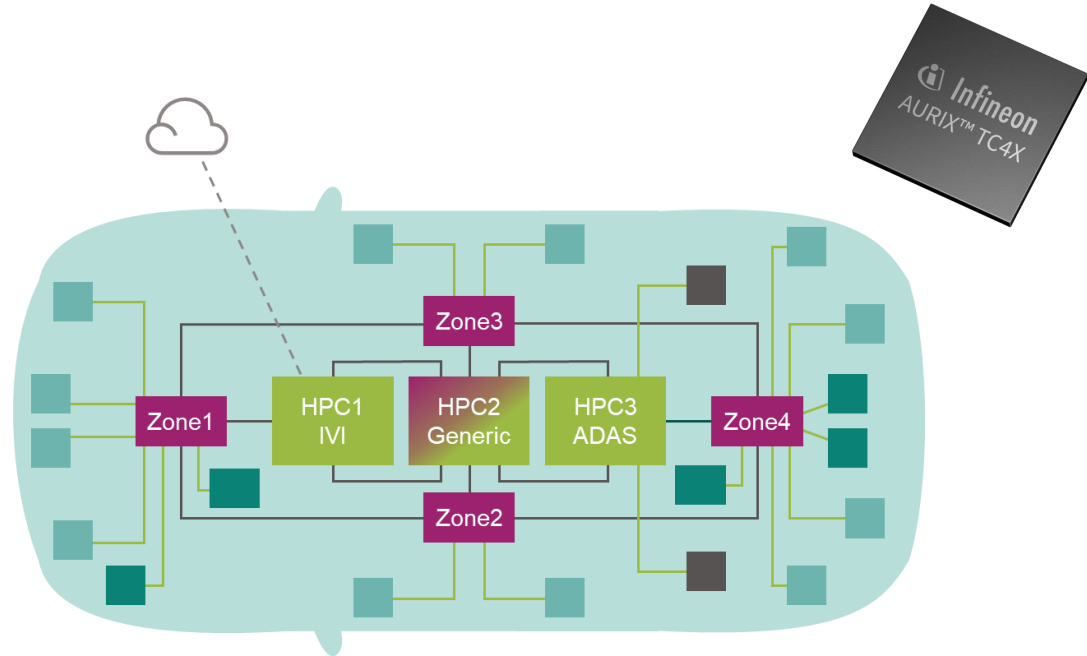 Infineon
AURIX™ TC4X
Zone3
HPC1
IVI
HPC2
Generic
HPC3
ADAS
Zone1
Zone4
Zone2